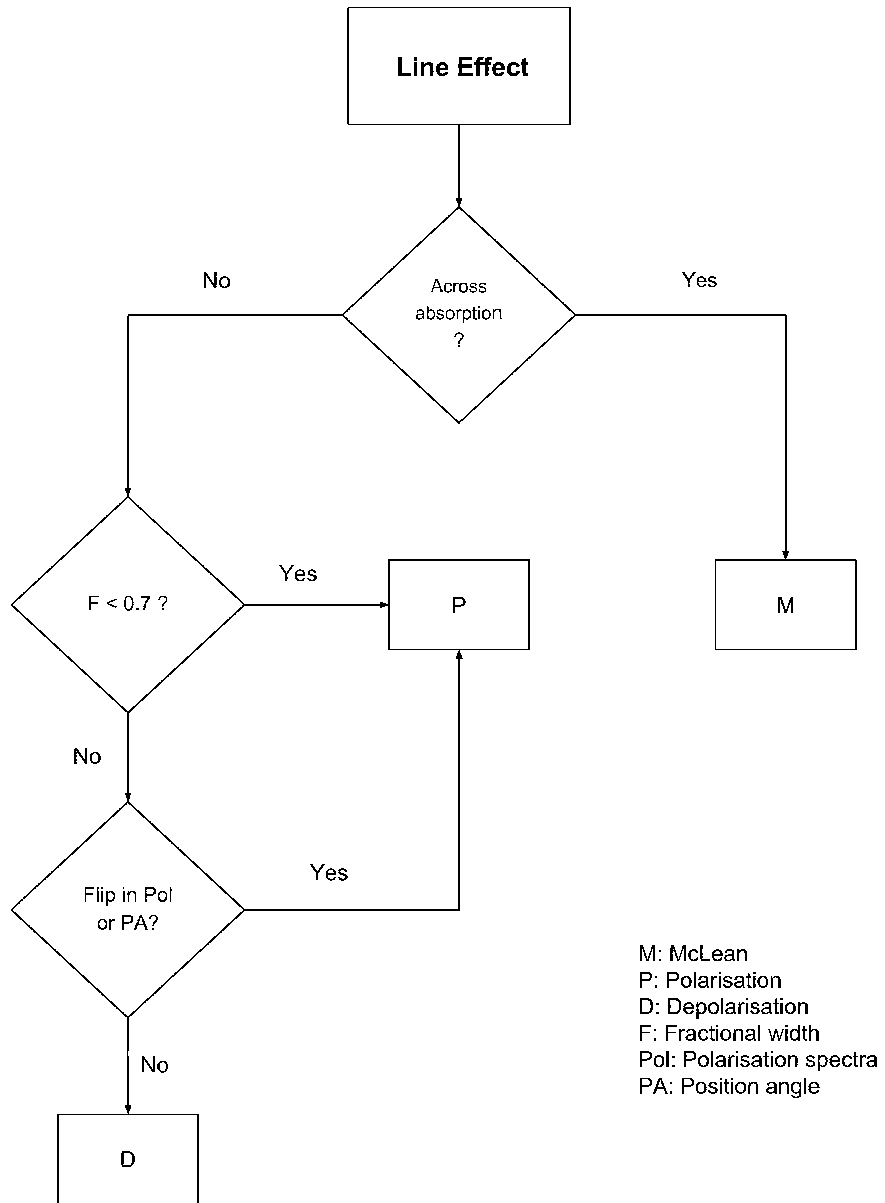 Line Effect
No
Yes
Across
absorption
?
F < 0.7 ?
Yes
P
M
No
Flip in Pol
or PA?
Yes
M: McLean
P: Polarisation
D: Depolarisation
F: Fractional width
Pol: Polarisation spectra
PA: Position angle
No
D